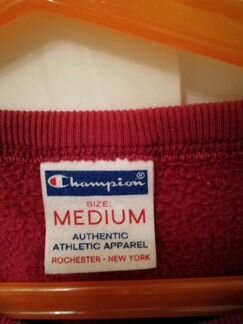 Champion®
SIZE:
MEDIUM
AUTHENTIC
ATHLETIC APPAREL
ROCHESTER - NEW YORK